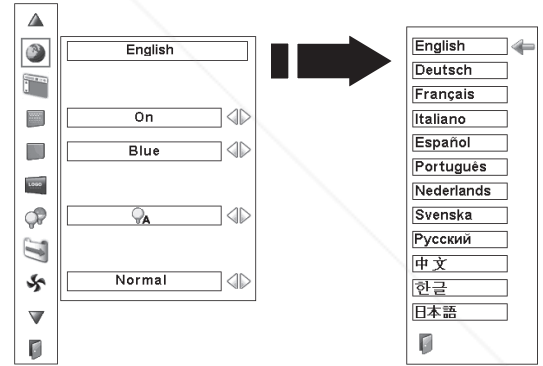 English
On
Blue
LOGO
A
Normal
English
Deutsch
Français
Italiano
Español
Português
Nederlands
Svenska
Русский
中文
한글
日本語